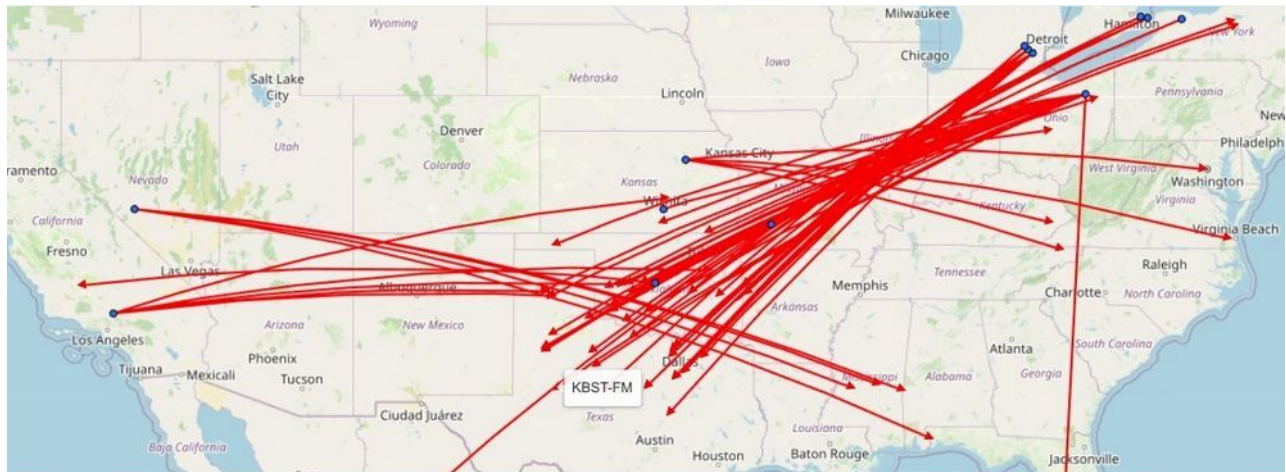 Milwaukee
Hamilton
Wyoming
Detroit
New York
Iowa
Chicago
Salt Lake
City
Nebraska
Lincoln
Pennsylvania
New
Ohio
Denver
Utah
Illinois
Philadelph
Kansas City
Colorado
Nevada
West Virginia
ramento
Kansas
Washington
Wichita
Virginia
California
Kentucky
Virginia Beach
Fresno
Las Vegas
Raleigh
Tennessee
North Carolina
Albuquerque
Memphis
Charlotte
Arkansas
Los Angeles
Arizona
New Mexico
South Carolina
Atlanta
Phoenix
Dallas
Tijuana
Mexicali
Tucson
Mississippi
Alabama
Georgia
KBST-FM
Ciudad Juárez
Texas
Louisiana
Austin
Baja California
Baton Rouge
Houston
Jacksonville